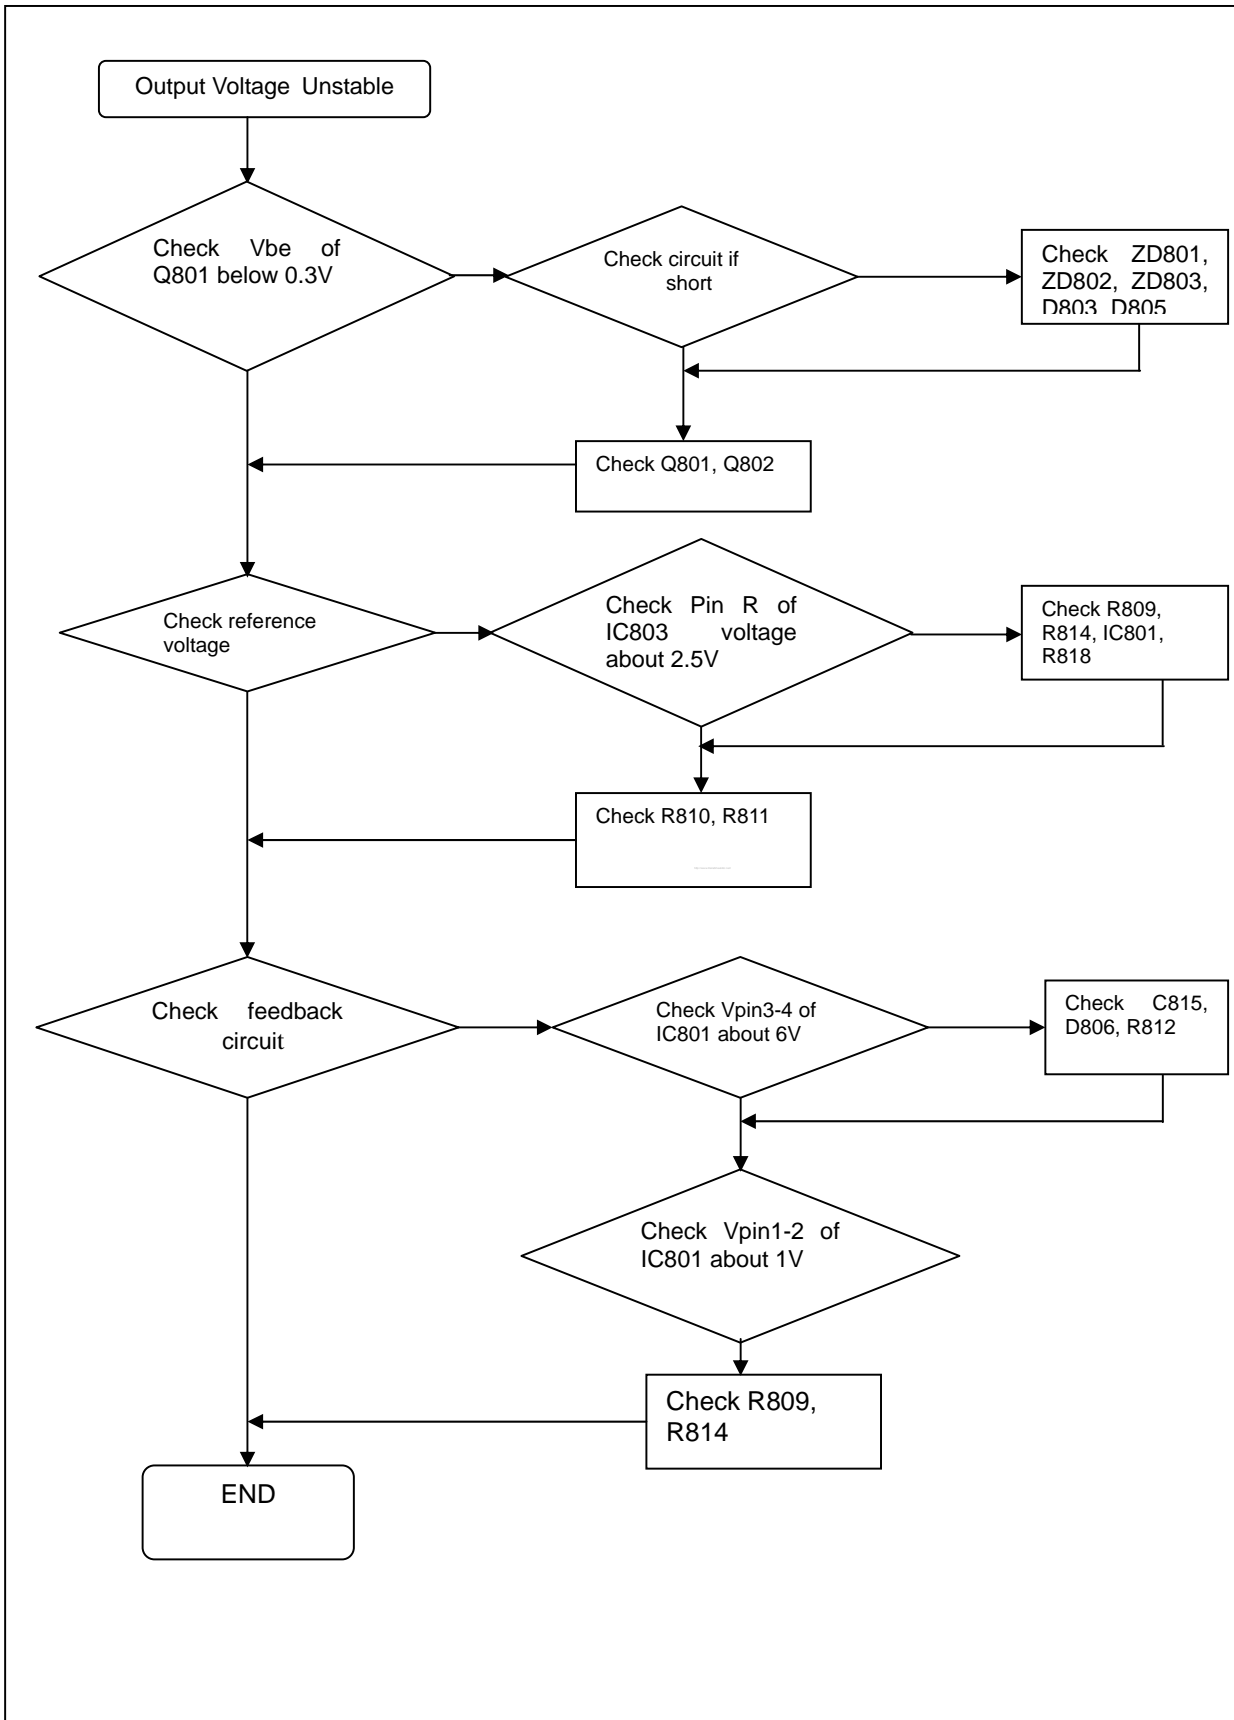 Output Voltage Unstable
Check Vbe of
Q801 below 0.3V
Check circuit if
short
Check ZD801,
ZD802, ZD803,
D803, D805
Check Q801, Q802
Check reference
voltage
Check Pin R of
IC803 voltage
about 2.5V
Check R809,
R814, IC801,
R818
Check R810, R811
Check feedback
circuit
Check Vpin3-4 of
IC801 about 6V
Check C815,
D806, R812
Check Vpin1-2 of
IC801 about 1V
Check R809,
R814
END